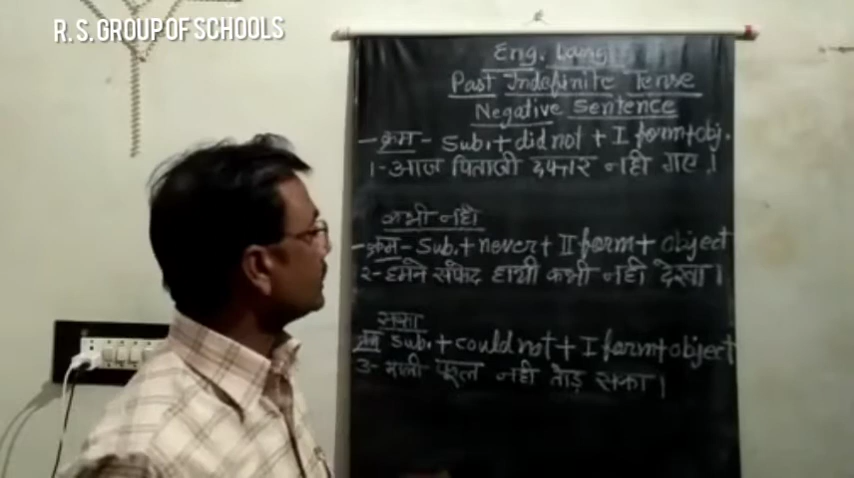 R. S. GROUP OF SCHOOLS
Eng. Lang
Past Indefinite Tense
Negative Sentence
- क्रम - Sub. + did not + I form + obj.
1 - आज पिताजी दफ्तर नही गए ।
कभी नही
- क्रम - Sub. + never + II form + object
२ - हमने सफेद हाथी कभी नही देखा ।
सका
क्रम Sub. + could not + I form + object
3 - माली फूल नही तोड़ सका ।